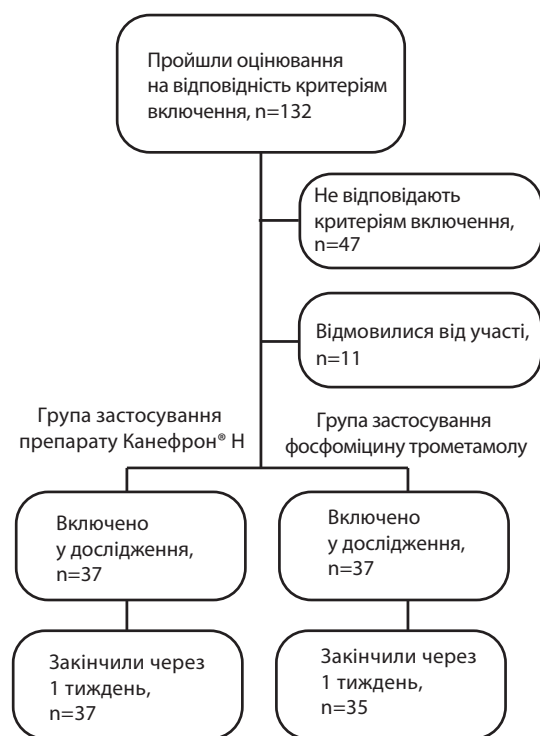 Пройшли оцінювання
на відповідність критеріям
включення, n=132
Не відповідають
критеріям включення,
n=47
Відмовилися від участі,
n=11
Група застосування
препарату Канефрон® Н
Група застосування
фосфоміцину трометамолу
Включено
у дослідження,
n=37
Включено
у дослідження,
n=37
Закінчили через
1 тиждень,
n=37
Закінчили через
1 тиждень,
n=35